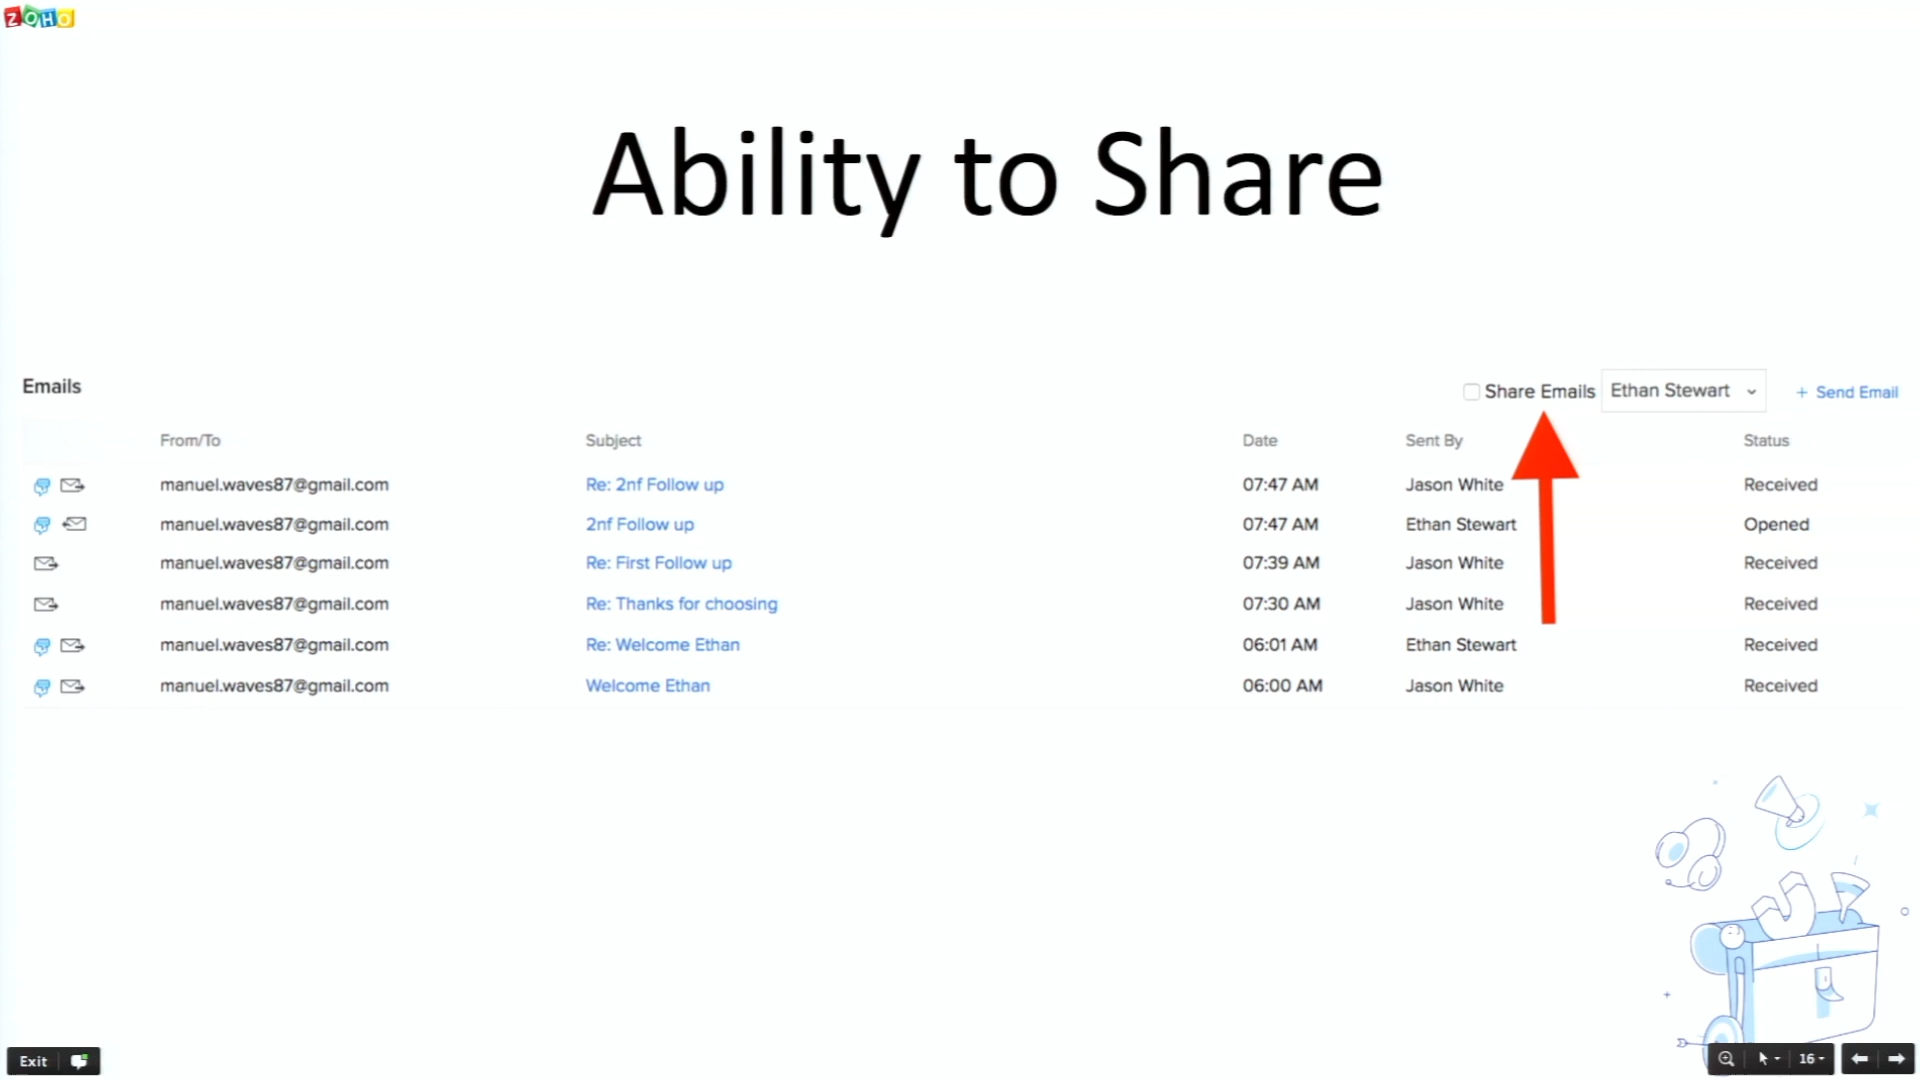 ZOHO
Ability to Share
Emails
Share Emails Ethan Stewart + Send Email
From/To Subject Date Sent By Status
manuel.waves87@gmail.com Re: 2nf Follow up 07:47 AM Jason White Received
manuel.waves87@gmail.com 2nf Follow up 07:47 AM Ethan Stewart Opened
manuel.waves87@gmail.com Re: First Follow up 07:39 AM Jason White Received
manuel.waves87@gmail.com Re: Thanks for choosing 07:30 AM Jason White Received
manuel.waves87@gmail.com Re: Welcome Ethan 06:01 AM Ethan Stewart Received
manuel.waves87@gmail.com Welcome Ethan 06:00 AM Jason White Received
Exit 16